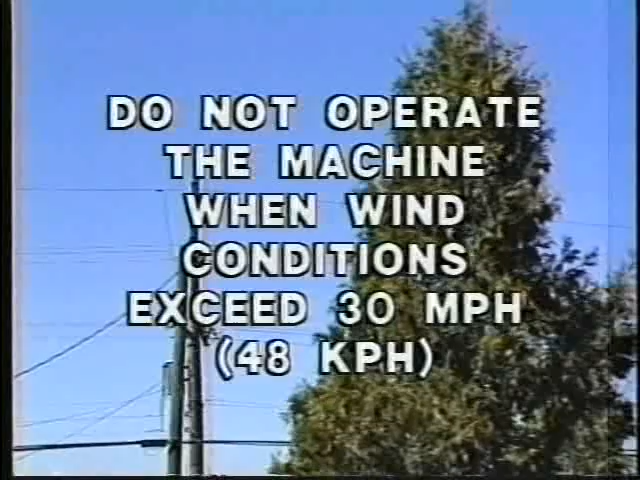 DO NOT OPERATE
THE MACHINE
WHEN WIND
CONDITIONS
EXCEED 30 MPH
(48 KPH)